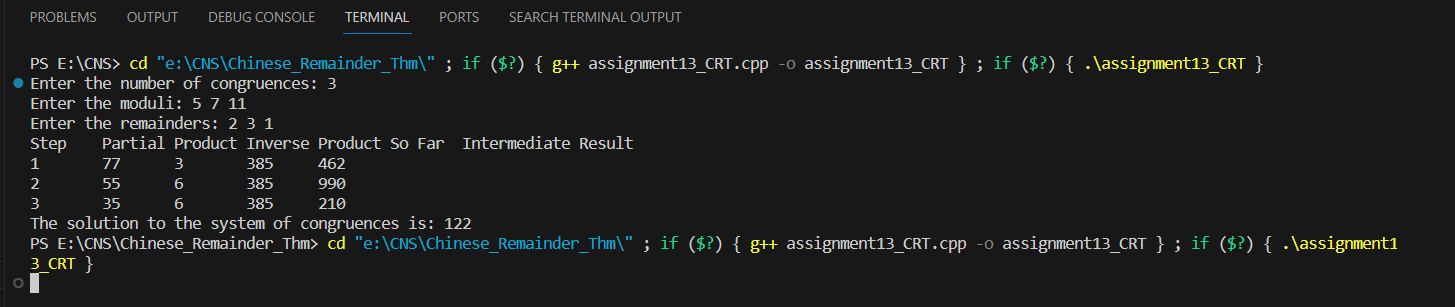 PROBLEMS OUTPUT DEBUG CONSOLE TERMINAL PORTS SEARCH TERMINAL OUTPUT
PS E:\CNS> cd "e:\CNS\Chinese_Remainder_Thm\" ; if ($?) { g++ assignment13_CRT.cpp -o assignment13_CRT } ; if ($?) { .\assignment13_CRT }
Enter the number of congruences: 3
Enter the moduli: 5 7 11
Enter the remainders: 2 3 1
Step    Partial Product Inverse Product So Far  Intermediate Result
1       77      3       385     462
2       55      6       385     990
3       35      6       385     210
The solution to the system of congruences is: 122
PS E:\CNS\Chinese_Remainder_Thm> cd "e:\CNS\Chinese_Remainder_Thm\" ; if ($?) { g++ assignment13_CRT.cpp -o assignment13_CRT } ; if ($?) { .\assignment1
3_CRT }